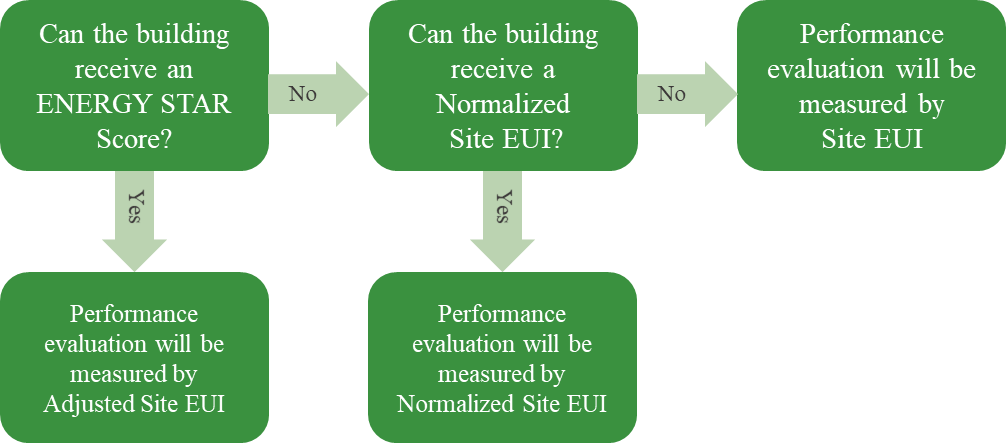 Can the building
receive an
ENERGY STAR
Score?
No
Can the building
receive a
Normalized
Site EUI?
No
Performance
evaluation will be
measured by
Site EUI
Yes
Yes
Performance
evaluation will be
measured by
Adjusted Site EUI
Performance
evaluation will be
measured by
Normalized Site EUI